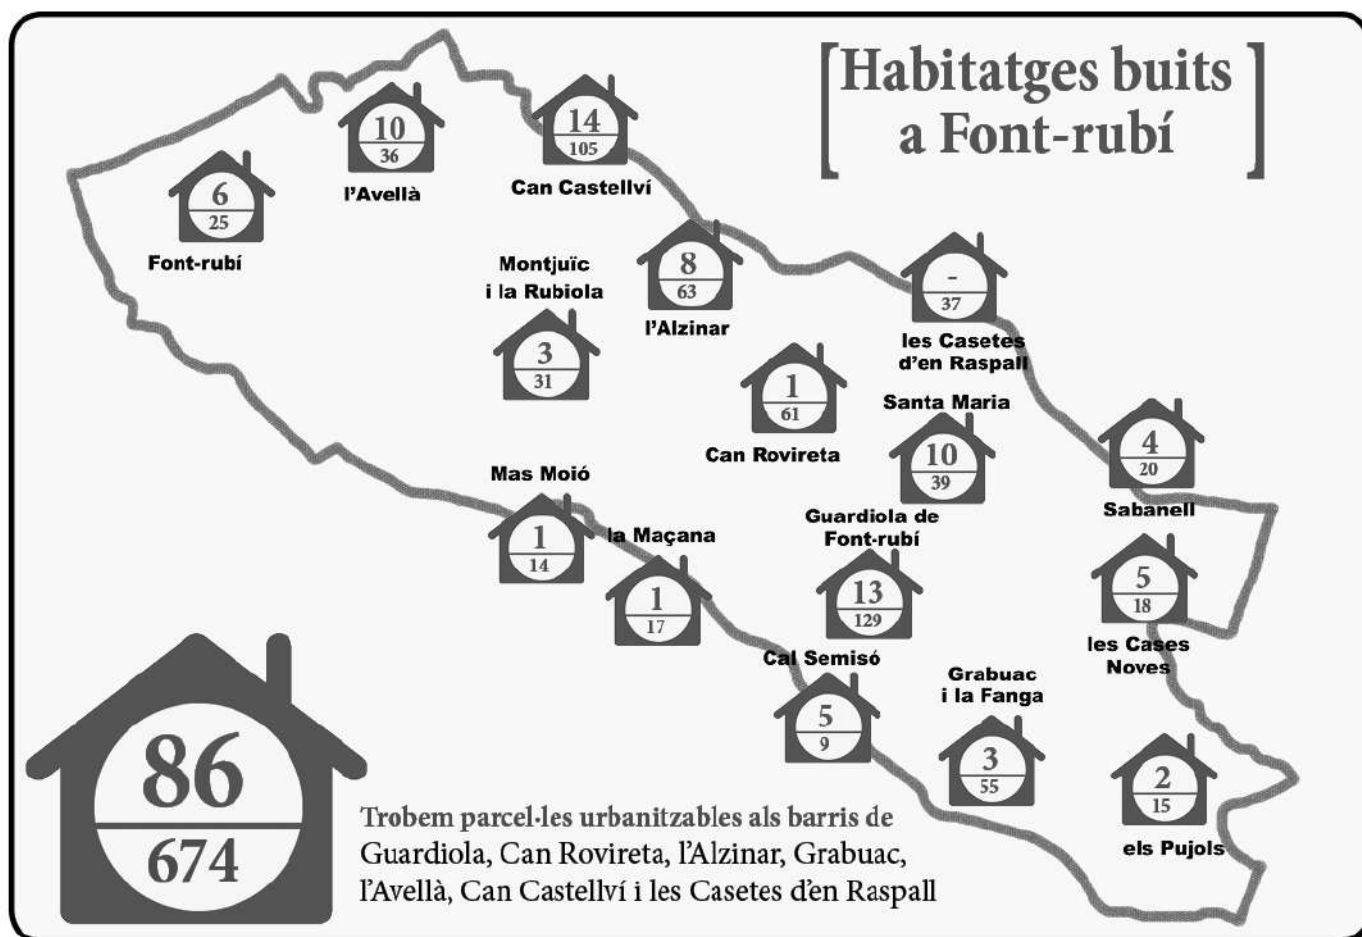 Habitatges buits
a Font-rubí
10
36
l'Avellà
14
105
Can Castellví
6
25
Font-rubí
Montjuïc
i la Rubiola
3
31
8
63
l'Alzinar
-
37
les Casetes
d'en Raspall
1
61
Can Rovireta
Santa Maria
10
39
4
20
Sabanell
Mas Moió
1
14
la Maçana
1
17
Guardiola de
Font-rubí
13
129
5
18
les Cases
Noves
Cal Semisó
5
9
Grabuac
i la Fanga
3
55
2
15
els Pujols
86
674
Trobem parcel·les urbanitzables als barris de
Guardiola, Can Rovireta, l'Alzinar, Grabuac,
l'Avellà, Can Castellví i les Casetes d'en Raspall